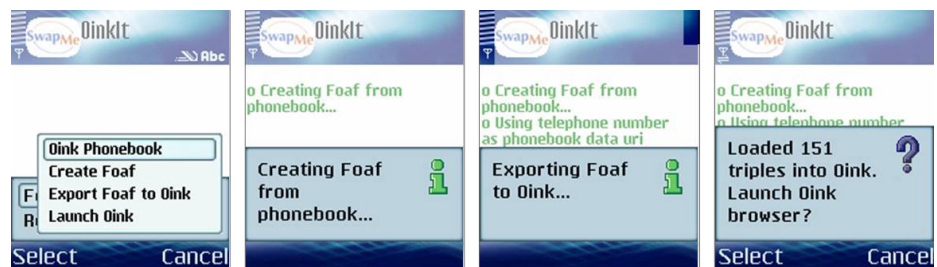 SwapMe OinkIt
Abc
Oink Phonebook
Create Foaf
Export Foaf to Oink
Launch Oink
Select Cancel
SwapMe OinkIt
o Creating Foaf from
phonebook...
Creating Foaf
from
phonebook...
SwapMe OinkIt
o Creating Foaf from
phonebook...
o Using telephone number
as phonebook data uri
Exporting Foaf
to Oink...
SwapMe OinkIt
o Creating Foaf from
phonebook...
o Using telephone number
Loaded 151
triples into Oink.
Launch Oink
browser?
Select Cancel